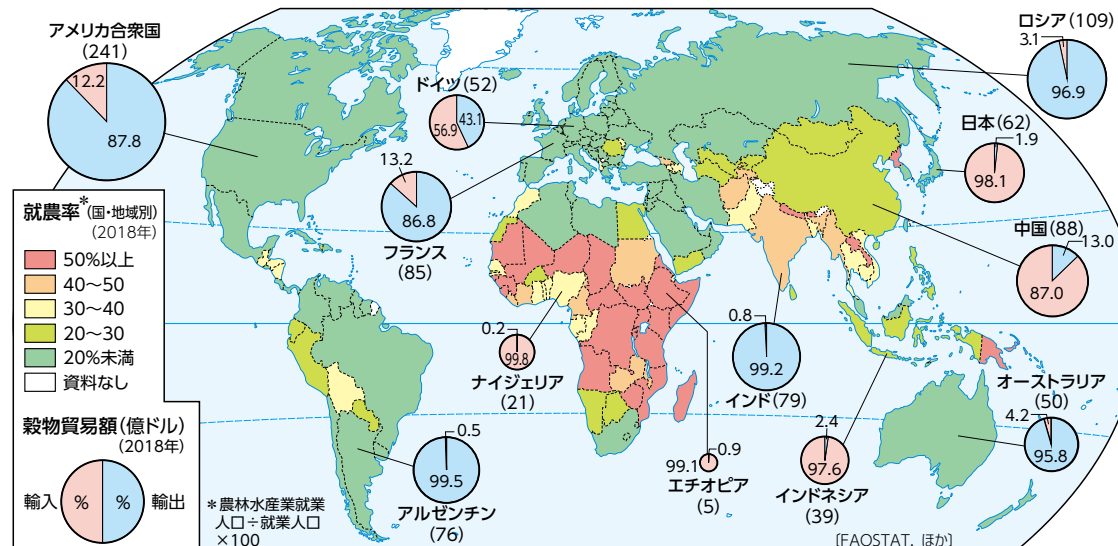 アメリカ合衆国
(241)
12.2
87.8
ドイツ(52)
56.9
43.1
13.2
86.8
フランス
(85)
ロシア(109)
3.1
96.9
日本(62)
1.9
98.1
中国(88)
13.0
87.0
就農率*(国・地域別)
(2018年)
50%以上
40〜50
30〜40
20〜30
20%未満
資料なし
穀物貿易額(億ドル)
(2018年)
輸入 % % 輸出
*農林水産業就業
人口÷就業人口
×100
0.5
99.5
アルゼンチン
(76)
0.2
99.8
ナイジェリア
(21)
0.9
99.1
エチオピア
(5)
0.8
99.2
インド(79)
2.4
97.6
インドネシア
(39)
オーストラリア
(50)
4.2
95.8
[FAOSTAT, ほか]